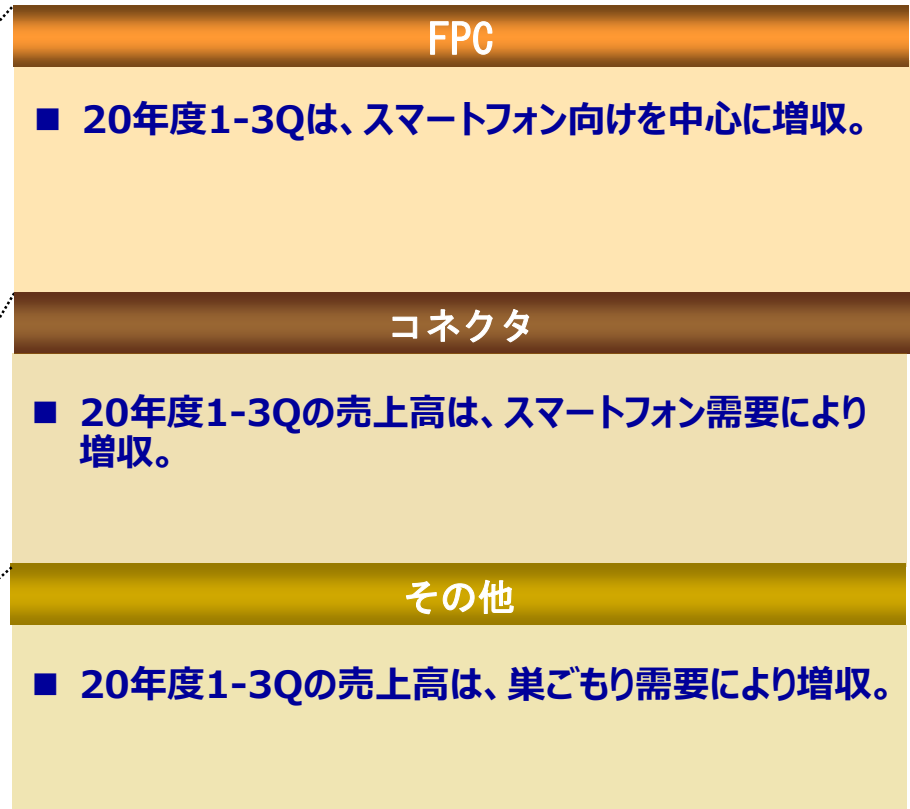 FPC
■ 20年度1-3Qは、スマートフォン向けを中心に増収。
コネクタ
■ 20年度1-3Qの売上高は、スマートフォン需要により
増収。
その他
■ 20年度1-3Qの売上高は、巣ごもり需要により増収。